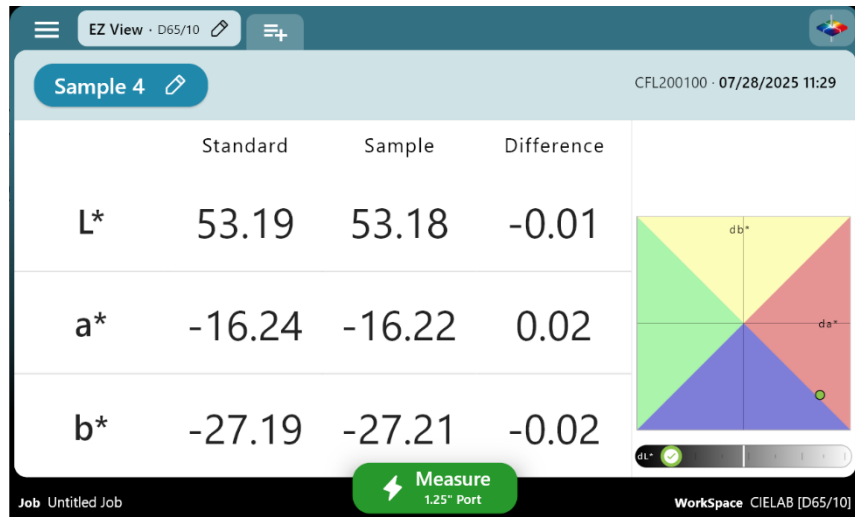 EZ View · D65/10
Sample 4
CFL200100 · 07/28/2025 11:29
Standard Sample Difference
L* 53.19 53.18 -0.01
a* -16.24 -16.22 0.02
b* -27.19 -27.21 -0.02
db*
da*
dL*
Measure
1.25" Port
Job Untitled Job
WorkSpace CIELAB [D65/10]